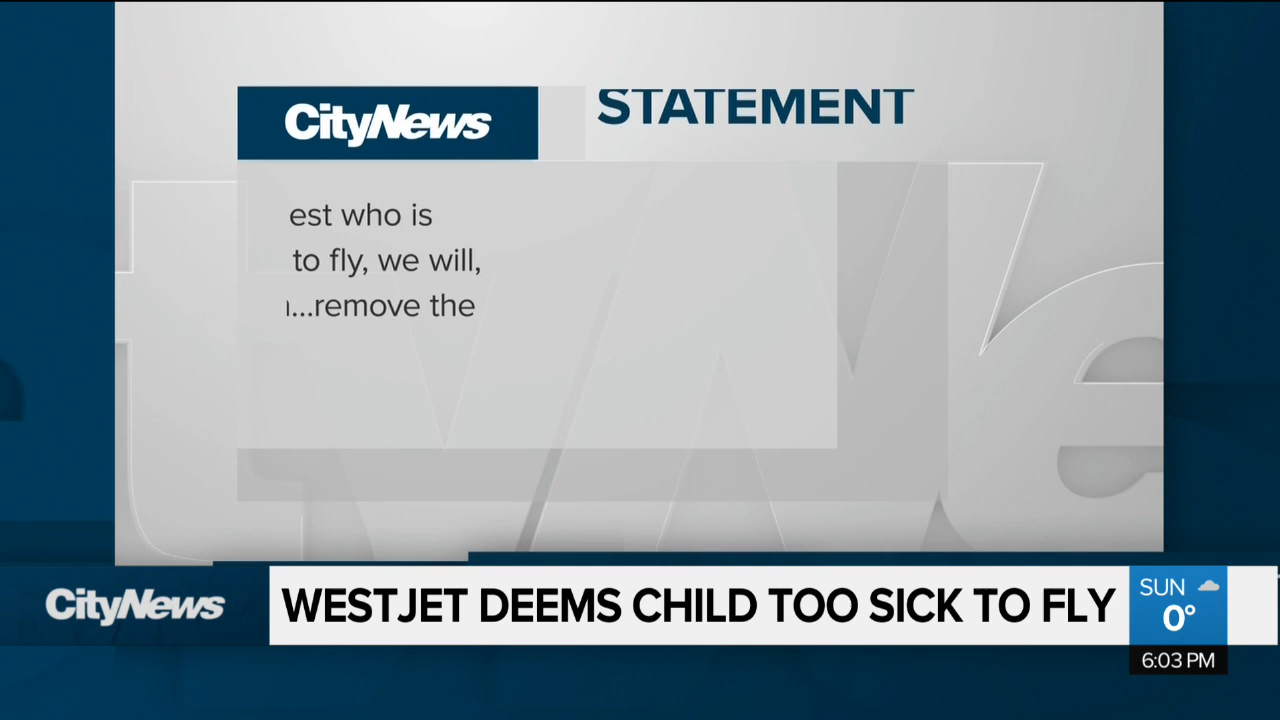 CityNews
STATEMENT
est who is
to fly, we will,
...remove the
CityNews
WESTJET DEEMS CHILD TOO SICK TO FLY
SUN
0°
6:03 PM